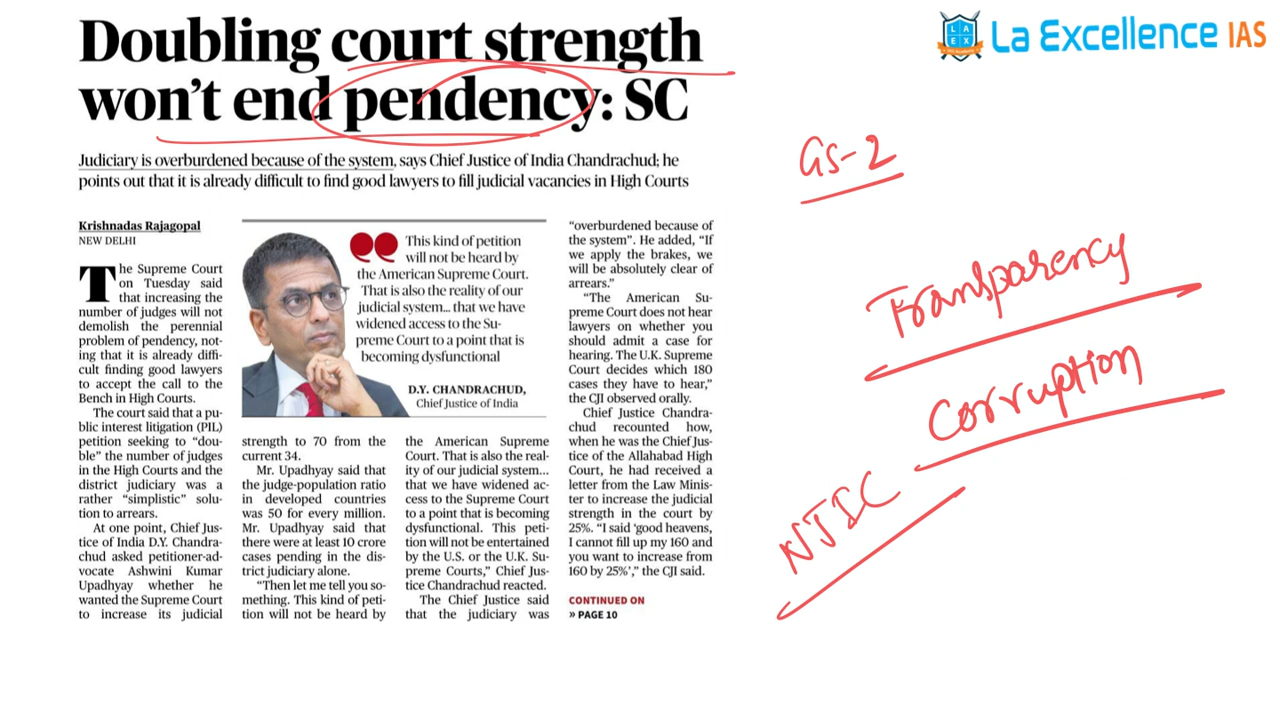 Doubling court strength
won't end pendency: SC
Judiciary is overburdened because of the system, says Chief Justice of India Chandrachud; he
points out that it is already difficult to find good lawyers to fill judicial vacancies in High Courts
Krishnadas Rajagopal
NEW DELHI
The Supreme Court
on Tuesday said
that increasing the
number of judges will not
demolish the perennial
problem of pendency, not-
ing that it is already diffi-
cult finding good lawyers
to accept the call to the
Bench in High Courts.
The court said that a pu-
blic interest litigation (PIL)
petition seeking to “dou-
ble” the number of judges
in the High Courts and the
district judiciary was a
rather “simplistic” solu-
tion to arrears.
At one point, Chief Jus-
tice of India D.Y. Chandra-
chud asked petitioner-ad-
vocate Ashwini Kumar
Upadhyay whether he
wanted the Supreme Court
to increase its judicial
This kind of petition
will not be heard by
the American Supreme Court.
That is also the reality of our
judicial system... that we have
widened access to the Su-
preme Court to a point that is
becoming dysfunctional
D.Y. CHANDRACHUD,
Chief Justice of India
strength to 70 from the
current 34.
Mr. Upadhyay said that
the judge-population ratio
in developed countries
was 50 for every million.
Mr. Upadhyay said that
there were at least 10 crore
cases pending in the dis-
trict judiciary alone.
“Then let me tell you so-
mething. This kind of peti-
tion will not be heard by
the American Supreme
Court. That is also the real-
ity of our judicial system...
that we have widened ac-
cess to the Supreme Court
to a point that is becoming
dysfunctional. This peti-
tion will not be entertained
by the U.S. or the U.K. Su-
preme Courts,” Chief Jus-
tice Chandrachud reacted.
The Chief Justice said
that the judiciary was
“overburdened because of
the system”. He added, “If
we apply the brakes, we
will be absolutely clear of
arrears.”
“The American Su-
preme Court does not hear
lawyers on whether you
should admit a case for
hearing. The U.K. Supreme
Court decides which 180
cases they have to hear,”
the CJI observed orally.
Chief Justice Chandra-
chud recounted how,
when he was the Chief Jus-
tice of the Allahabad High
Court, he had received a
letter from the Law Minis-
ter to increase the judicial
strength in the court by
25%. “I said ‘good heavens,
I cannot fill up my 160 and
you want to increase from
160 by 25%’,” the CJI said.
CONTINUED ON
» PAGE 10
La Excellence IAS
GS-2
Transparency
Corruption
NJSC